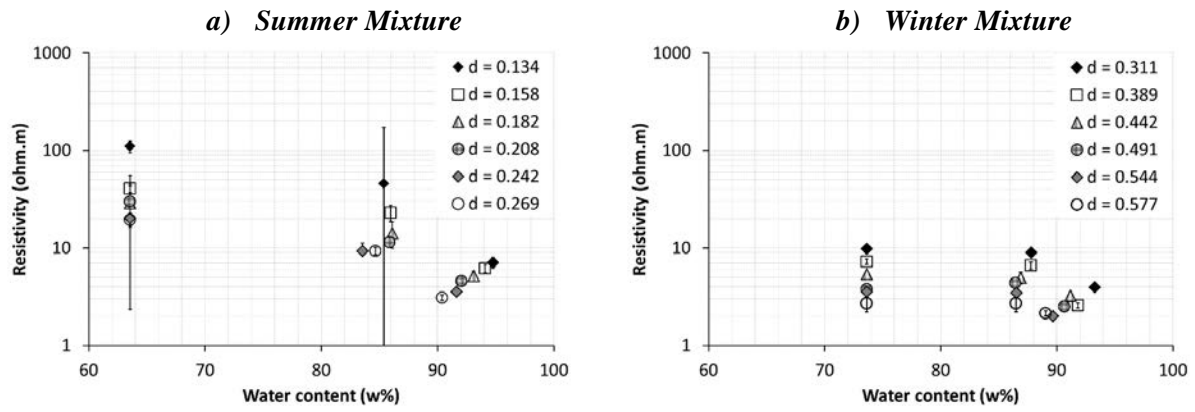 a) Summer Mixture
1000
100
10
1
Resistivity (ohm.m)
60 70 80 90 100
Water content (w%)
d = 0.134
d = 0.158
d = 0.182
d = 0.208
d = 0.242
d = 0.269
b) Winter Mixture
1000
100
10
1
Resistivity (ohm.m)
60 70 80 90 100
Water content (w%)
d = 0.311
d = 0.389
d = 0.442
d = 0.491
d = 0.544
d = 0.577